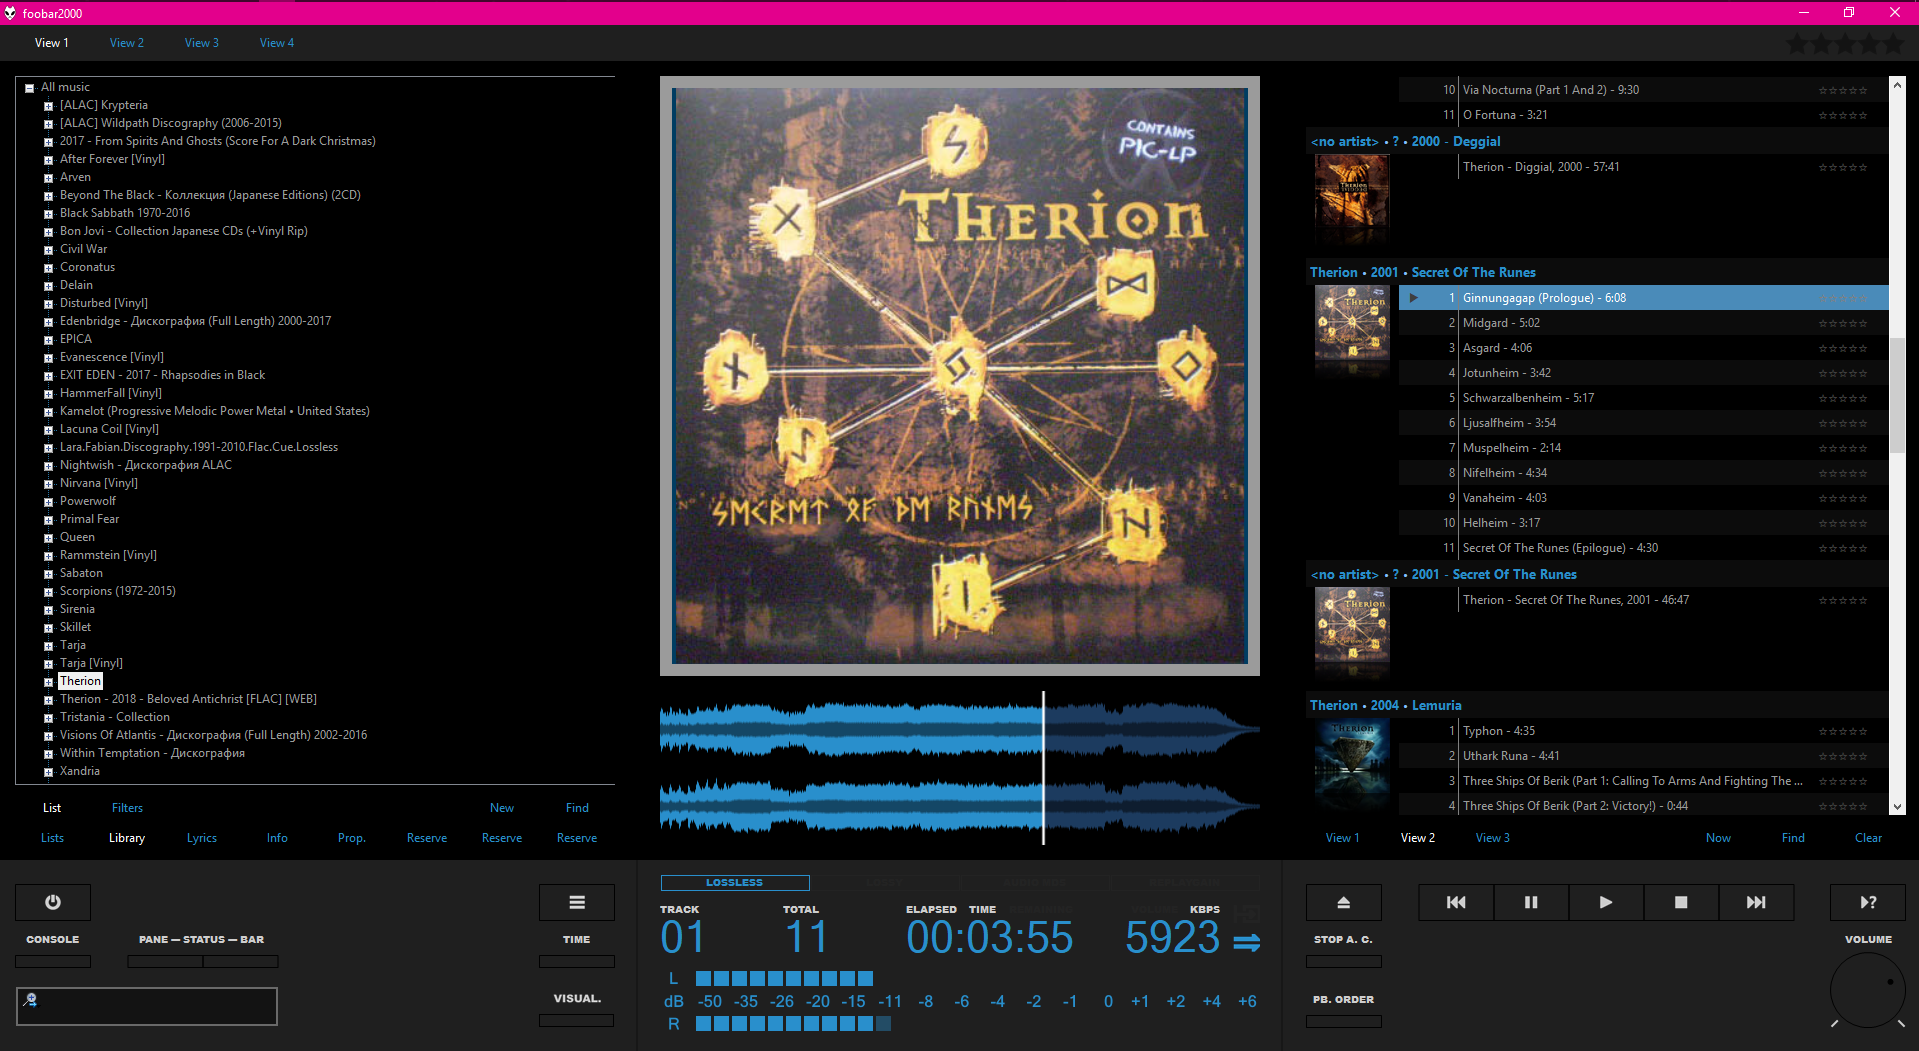 foobar2000
View 1 View 2 View 3 View 4
All music
[ALAC] Krypteria
[ALAC] Wildpath Discography (2006-2015)
2017 - From Spirits And Ghosts (Score For A Dark Christmas)
After Forever [Vinyl]
Arven
Beyond The Black - Коллекция (Japanese Editions) (2CD)
Black Sabbath 1970-2016
Bon Jovi - Collection Japanese CDs (+Vinyl Rip)
Civil War
Coronatus
Delain
Disturbed [Vinyl]
Edenbridge - Дискография (Full Length) 2000-2017
EPICA
Evanescence [Vinyl]
EXIT EDEN - 2017 - Rhapsodies in Black
HammerFall [Vinyl]
Kamelot (Progressive Melodic Power Metal • United States)
Lacuna Coil [Vinyl]
Lara.Fabian.Discography.1991-2010.Flac.Cue.Lossless
Nightwish - Дискография ALAC
Nirvana [Vinyl]
Powerwolf
Primal Fear
Queen
Rammstein [Vinyl]
Sabaton
Scorpions (1972-2015)
Sirenia
Skillet
Tarja
Tarja [Vinyl]
Therion
Therion - 2018 - Beloved Antichrist [FLAC] [WEB]
Tristania - Collection
Visions Of Atlantis - Дискография (Full Length) 2002-2016
Within Temptation - Дискография
Xandria
List Filters New Find
Lists Library Lyrics Info Prop. Reserve Reserve Reserve
CONTAINS
PIC-LP
THERION
SECRET OF ÞE RUNES
10 Via Nocturna (Part 1 And 2) - 9:30
11 O Fortuna - 3:21
<no artist> • ? • 2000 - Deggial
Therion - Diggial, 2000 - 57:41
Therion • 2001 • Secret Of The Runes
THERION
1 Ginnungagap (Prologue) - 6:08
2 Midgard - 5:02
3 Asgard - 4:06
4 Jotunheim - 3:42
5 Schwarzalbenheim - 5:17
6 Ljusalfheim - 3:54
7 Muspelheim - 2:14
8 Nifelheim - 4:34
9 Vanaheim - 4:03
10 Helheim - 3:17
11 Secret Of The Runes (Epilogue) - 4:30
<no artist> • ? • 2001 - Secret Of The Runes
THERION
Therion - Secret Of The Runes, 2001 - 46:47
Therion • 2004 • Lemuria
THERION
1 Typhon - 4:35
2 Uthark Runa - 4:41
3 Three Ships Of Berik (Part 1: Calling To Arms And Fighting The ...
4 Three Ships Of Berik (Part 2: Victory!) - 0:44
View 1 View 2 View 3 Now Find Clear
CONSOLE PANE — STATUS — BAR TIME
VISUAL.
LOSSLESS
TRACK TOTAL ELAPSED TIME KBPS
01 11 00:03:55 5923
L
dB -50 -35 -26 -20 -15 -11 -8 -6 -4 -2 -1 0 +1 +2 +4 +6
R
?
STOP A. C. VOLUME
PB. ORDER